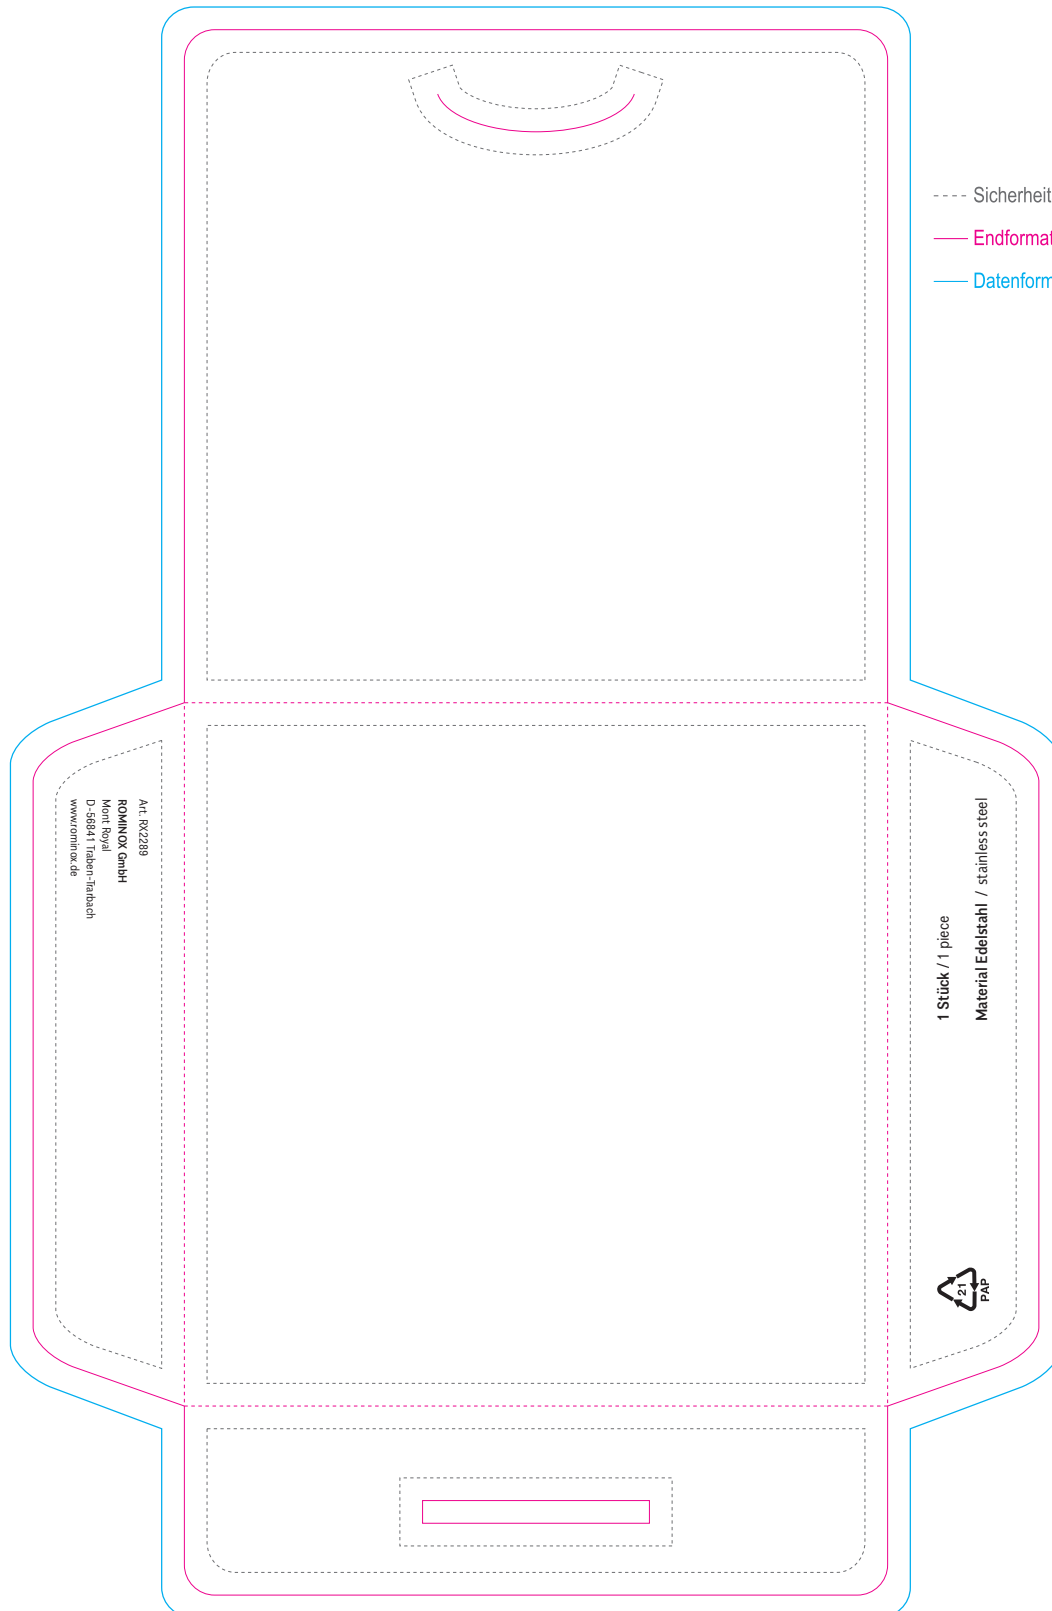 Sicherheit
Endformat
Datenform
Art. RX2289
ROMINOX GmbH
Mont Royal
D-56841 Traben-Trarbach
www.rominox.de
1 Stück / 1 piece
Material Edelstahl / stainless steel
21
PAP